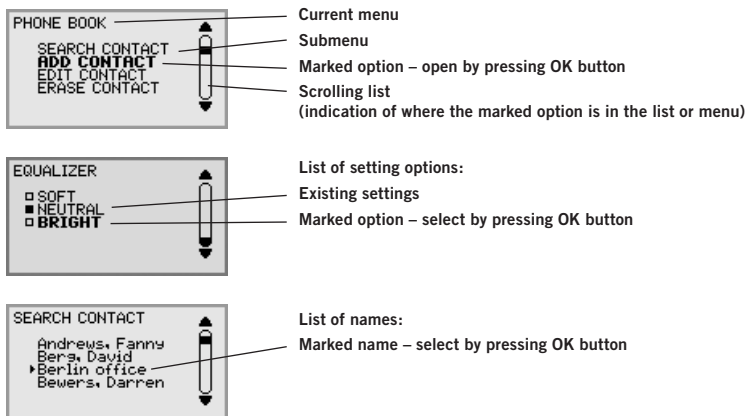 PHONE BOOK
SEARCH CONTACT
ADD CONTACT
EDIT CONTACT
ERASE CONTACT
Current menu
Submenu
Marked option – open by pressing OK button
Scrolling list
(indication of where the marked option is in the list or menu)
EQUALIZER
SOFT
NEUTRAL
BRIGHT
List of setting options:
Existing settings
Marked option – select by pressing OK button
SEARCH CONTACT
Andrews, Fanny
Berg, David
Berlin office
Bewers, Darren
List of names:
Marked name – select by pressing OK button